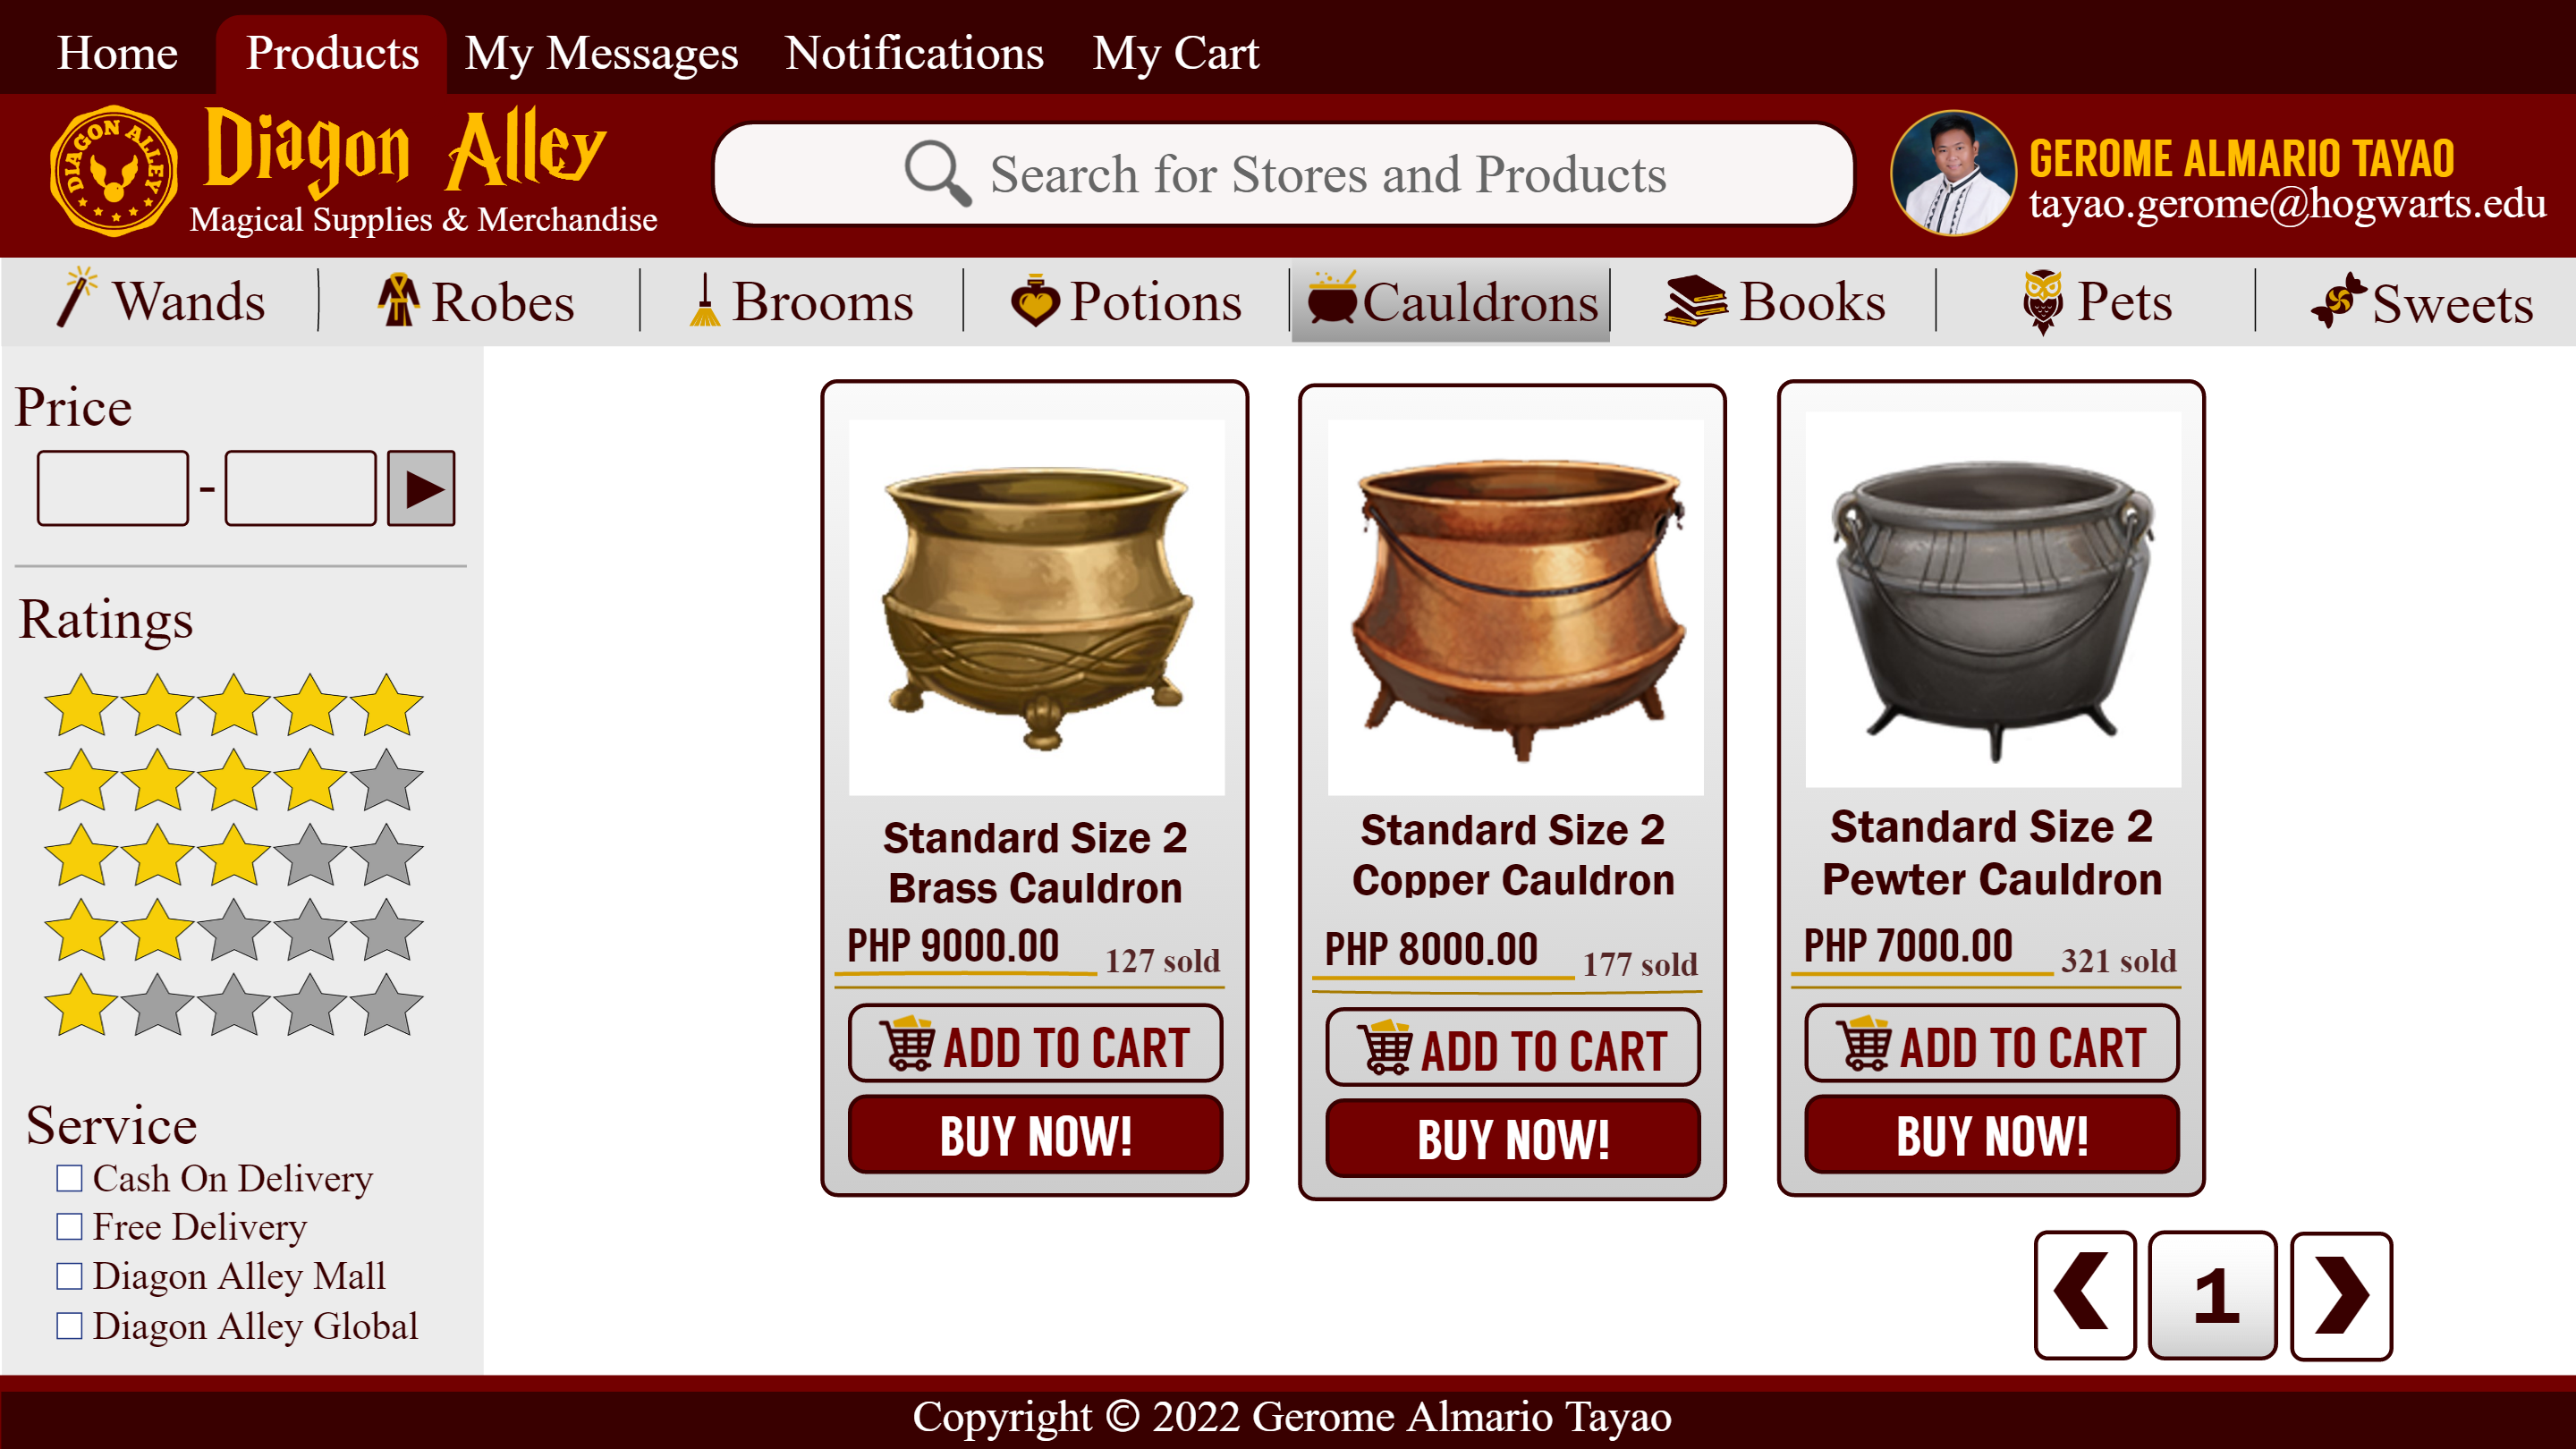 Home Products My Messages Notifications My Cart
DIAGON ALLEY
Diagon Alley
Magical Supplies & Merchandise
Search for Stores and Products
GEROME ALMARIO TAYAO
tayao.gerome@hogwarts.edu
Wands Robes Brooms Potions Cauldrons Books Pets Sweets
Price
-
Ratings
Service
Cash On Delivery
Free Delivery
Diagon Alley Mall
Diagon Alley Global
Standard Size 2
Brass Cauldron
PHP 9000.00 127 sold
ADD TO CART
BUY NOW!
Standard Size 2
Copper Cauldron
PHP 8000.00 177 sold
ADD TO CART
BUY NOW!
Standard Size 2
Pewter Cauldron
PHP 7000.00 321 sold
ADD TO CART
BUY NOW!
1
Copyright © 2022 Gerome Almario Tayao